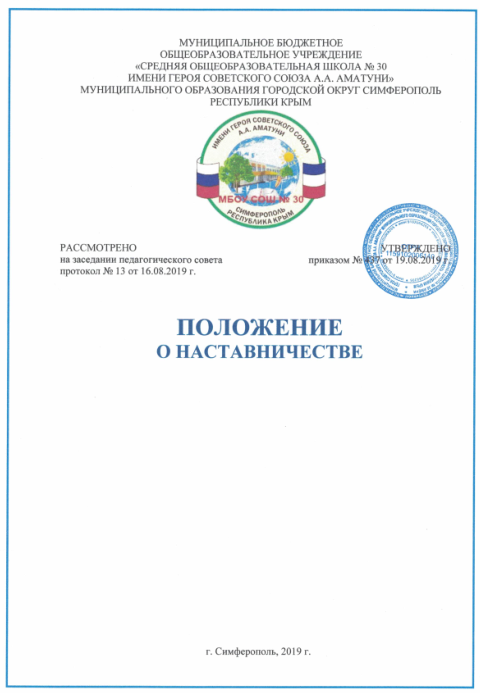 МУНИЦИПАЛЬНОЕ БЮДЖЕТНОЕ
ОБЩЕОБРАЗОВАТЕЛЬНОЕ УЧРЕЖДЕНИЕ
«СРЕДНЯЯ ОБЩЕОБРАЗОВАТЕЛЬНАЯ ШКОЛА № 30
ИМЕНИ ГЕРОЯ СОВЕТСКОГО СОЮЗА А.А. АМАТУНИ»
МУНИЦИПАЛЬНОГО ОБРАЗОВАНИЯ ГОРОДСКОЙ ОКРУГ СИМФЕРОПОЛЬ
РЕСПУБЛИКИ КРЫМ
ИМЕНИ ГЕРОЯ СОВЕТСКОГО СОЮЗА
А.А. АМАТУНИ
МБОУ СОШ № 30
СИМФЕРОПОЛЬ
РЕСПУБЛИКА КРЫМ
РАССМОТРЕНО
на заседании педагогического совета
протокол № 13 от 16.08.2019 г.
УТВЕРЖДЕНО
приказом № 437 от 19.08.2019 г.
ПОЛОЖЕНИЕ
О НАСТАВНИЧЕСТВЕ
г. Симферополь, 2019 г.